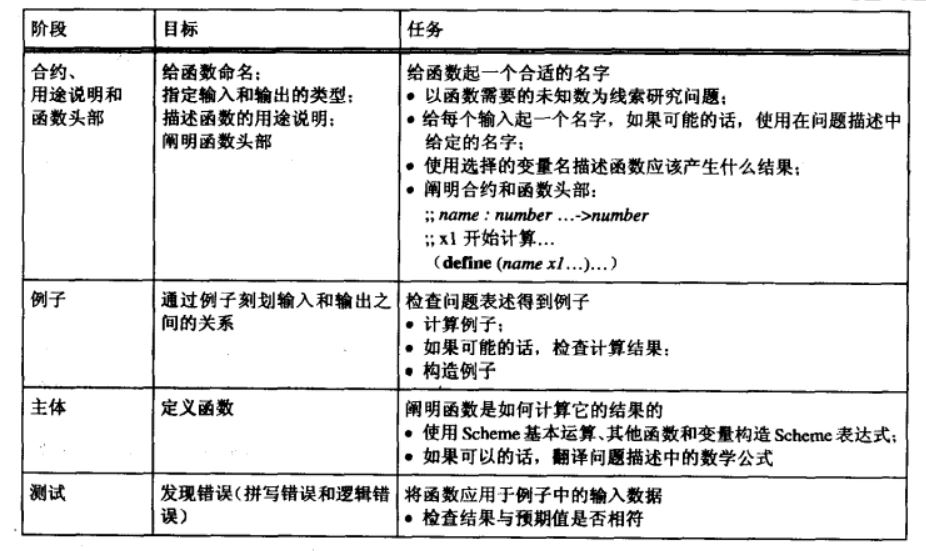 阶段 目标 任务
合约、 给函数命名； 给函数起一个合适的名字
用途说明和 指定输入和输出的类型； • 以函数需要的未知数为线索研究问题；
函数头部 描述函数的用途说明； • 给每个输入起一个名字，如果可能的话，使用在问题描述中
阐明函数头部 给定的名字；
• 使用选择的变量名描述函数应该产生什么结果；
• 阐明合约和函数头部：
;; name : number …->number
;; x1 开始计算…
（define (name x1…)…）
例子 通过例子刻划输入和输出之 检查问题表述得到例子
间的关系 • 计算例子；
• 如果可能的话，检查计算结果；
• 构造例子
主体 定义函数 阐明函数是如何计算它的结果的
• 使用 Scheme 基本运算、其他函数和变量构造 Scheme 表达式；
• 如果可以的话，翻译问题描述中的数学公式
测试 发现错误（拼写错误和逻辑错 将函数应用于例子中的输入数据
误） • 检查结果与预期值是否相符